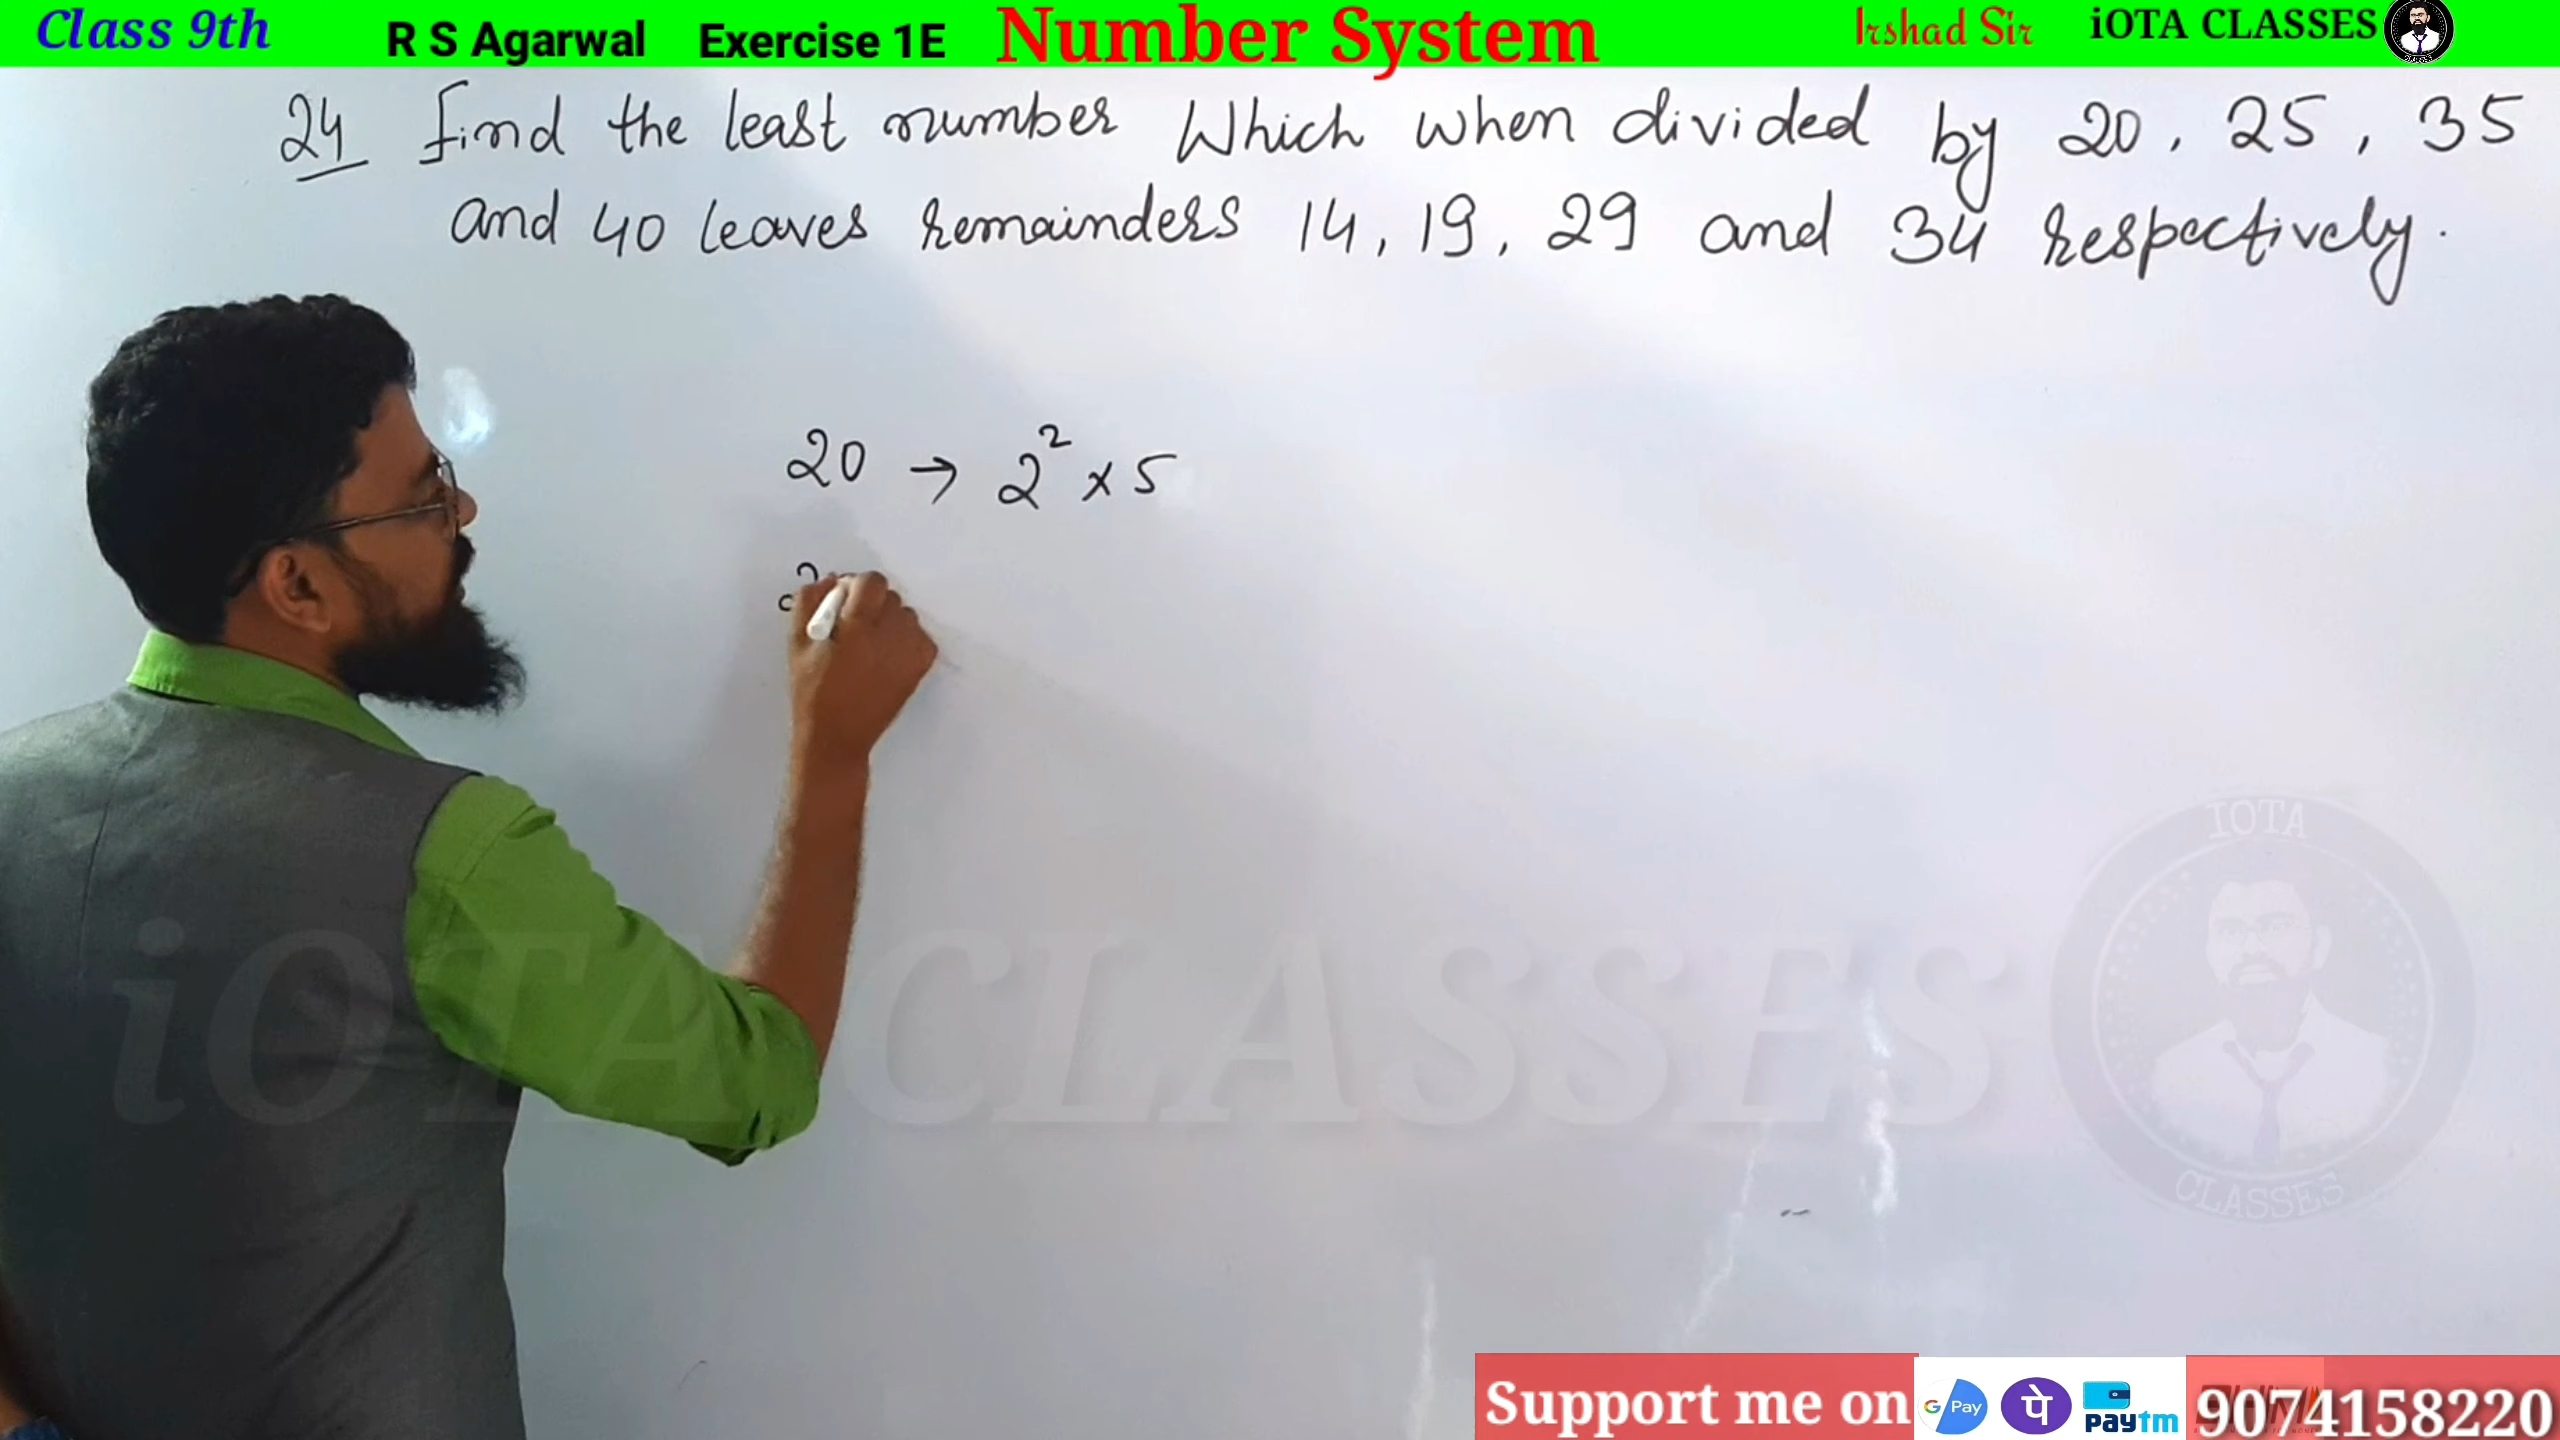 Class 9th R S Agarwal Exercise 1E Number System Irshad Sir iOTA CLASSES
24 Find the least number Which when divided by 20, 25, 35
and 40 leaves remainders 14, 19, 29 and 34 respectively.
20 → 2² × 5
2
iOTA CLASSES
IOTA
CLASSES
Support me on G Pay पे paytm 9074158220